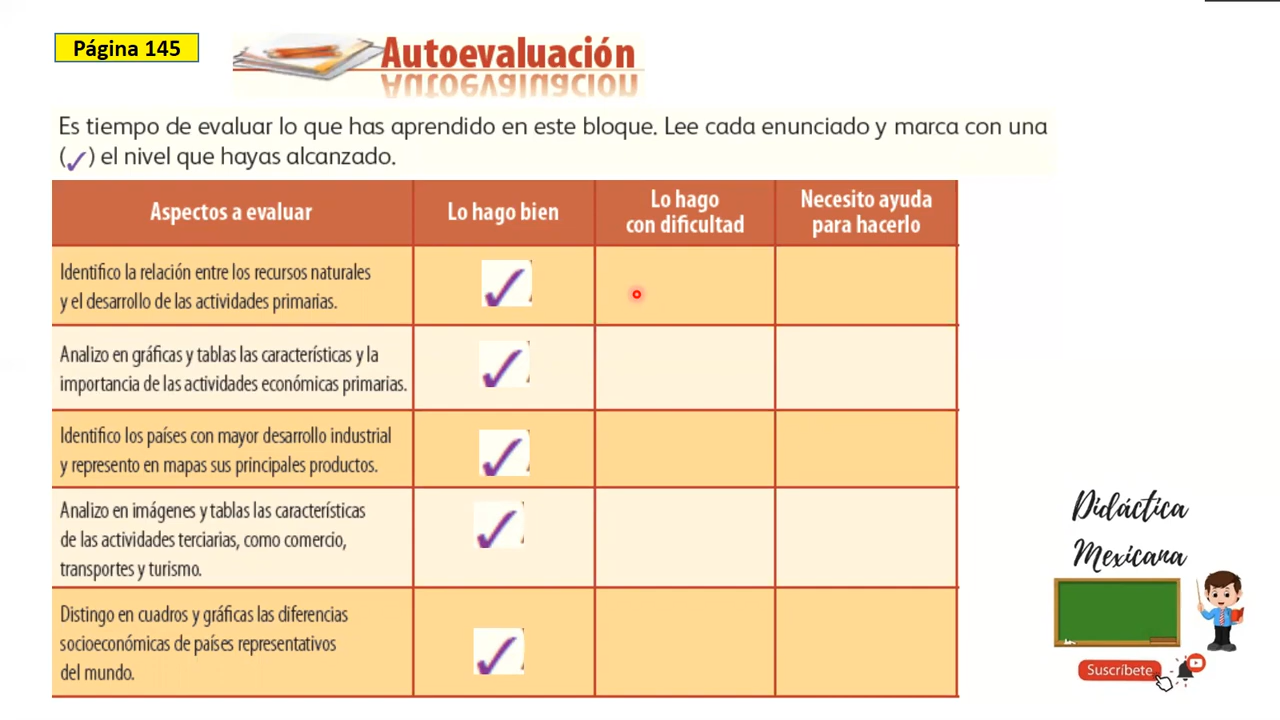 Página 145
Autoevaluación
Es tiempo de evaluar lo que has aprendido en este bloque. Lee cada enunciado y marca con una
(✓) el nivel que hayas alcanzado.
Aspectos a evaluar
Lo hago bien
Lo hago
con dificultad
Necesito ayuda
para hacerlo
Identifico la relación entre los recursos naturales
y el desarrollo de las actividades primarias.
✓
Analizo en gráficas y tablas las características y la
importancia de las actividades económicas primarias.
✓
Identifico los países con mayor desarrollo industrial
y represento en mapas sus principales productos.
✓
Analizo en imágenes y tablas las características
de las actividades terciarias, como comercio,
transportes y turismo.
✓
Distingo en cuadros y gráficas las diferencias
socioeconómicas de países representativos
del mundo.
✓
Didáctica
Mexicana
Suscríbete